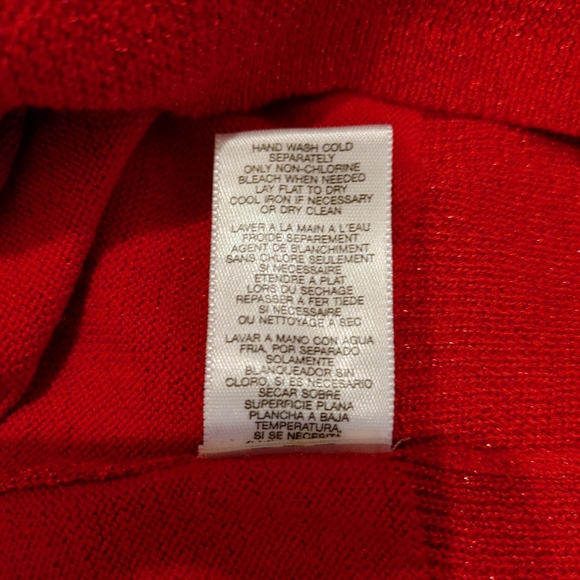 HAND WASH COLD
SEPARATELY
ONLY NON-CHLORINE
BLEACH WHEN NEEDED
LAY FLAT TO DRY
COOL IRON IF NECESSARY
OR DRY CLEAN
LAVER A LA MAIN A L'EAU
FROIDE SEPAREMENT
AGENT DE BLANCHIMENT
SANS CHLORE SEULEMENT
SI NECESSAIRE
ETENDRE A PLAT
LORS DU SECHAGE
REPASSER A FER TIEDE
SI NECESSAIRE
OU NETTOYAGE A SEC
LAVAR A MANO CON AGUA
FRIA, POR SEPARADO
SOLAMENTE
BLANQUEADOR SIN
CLORO, SI ES NECESARIO
SECAR SOBRE
SUPERFICIE PLANA
PLANCHA A BAJA
TEMPERATURA,
SI SE NECESITA